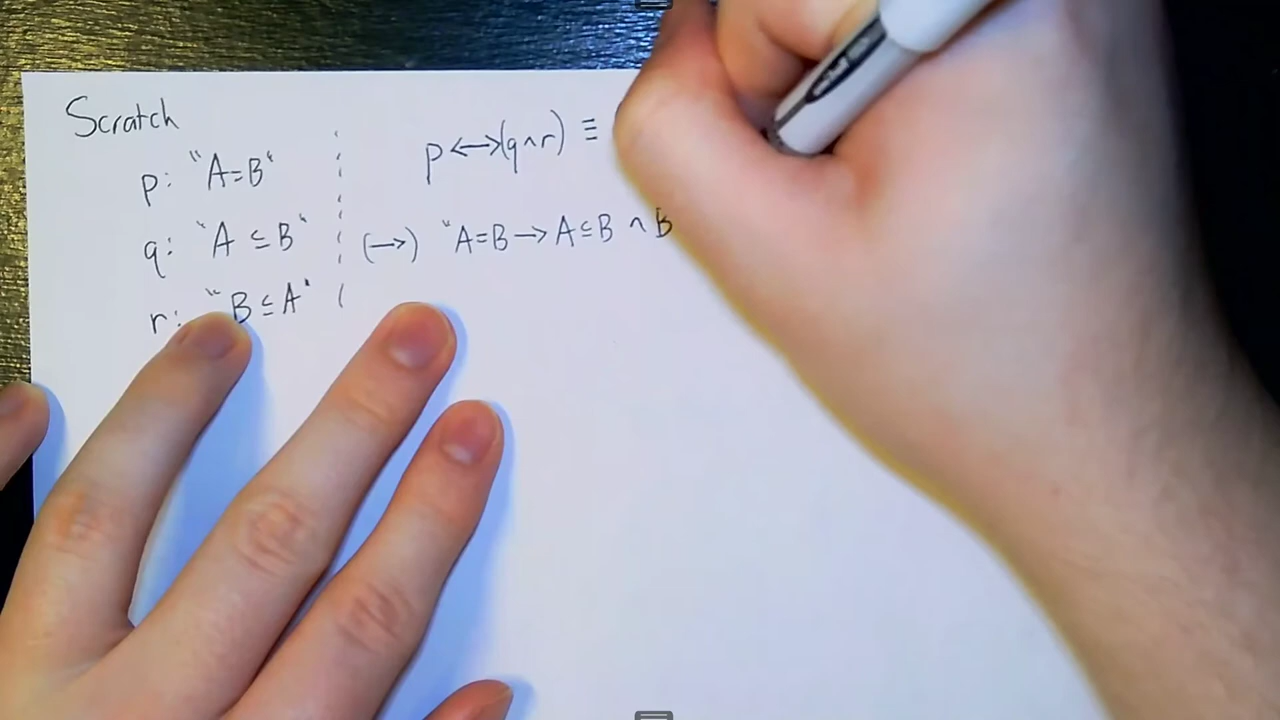 Scratch
p: "A=B"
q: "A ⊆ B"
r: "B ⊆ A"
p ⟷ (q ∧ r) ≡
(→) "A=B → A ⊆ B ∧ B